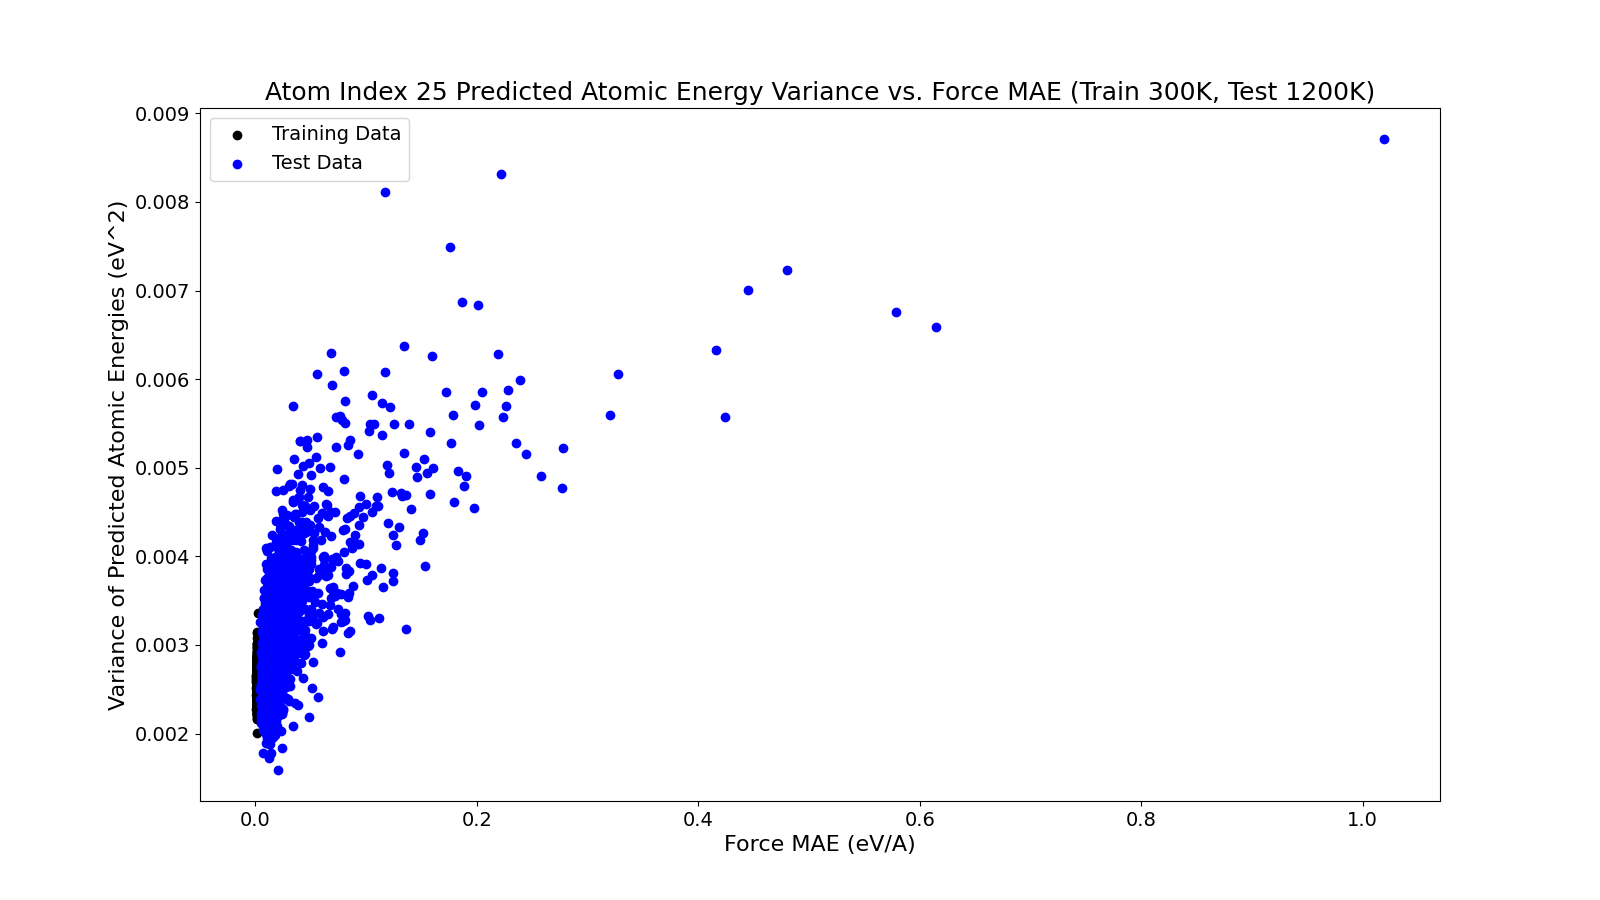 Atom Index 25 Predicted Atomic Energy Variance vs. Force MAE (Train 300K, Test 1200K)
Training Data
Test Data
Variance of Predicted Atomic Energies (eV^2)
0.009
0.008
0.007
0.006
0.005
0.004
0.003
0.002
0.0 0.2 0.4 0.6 0.8 1.0
Force MAE (eV/A)